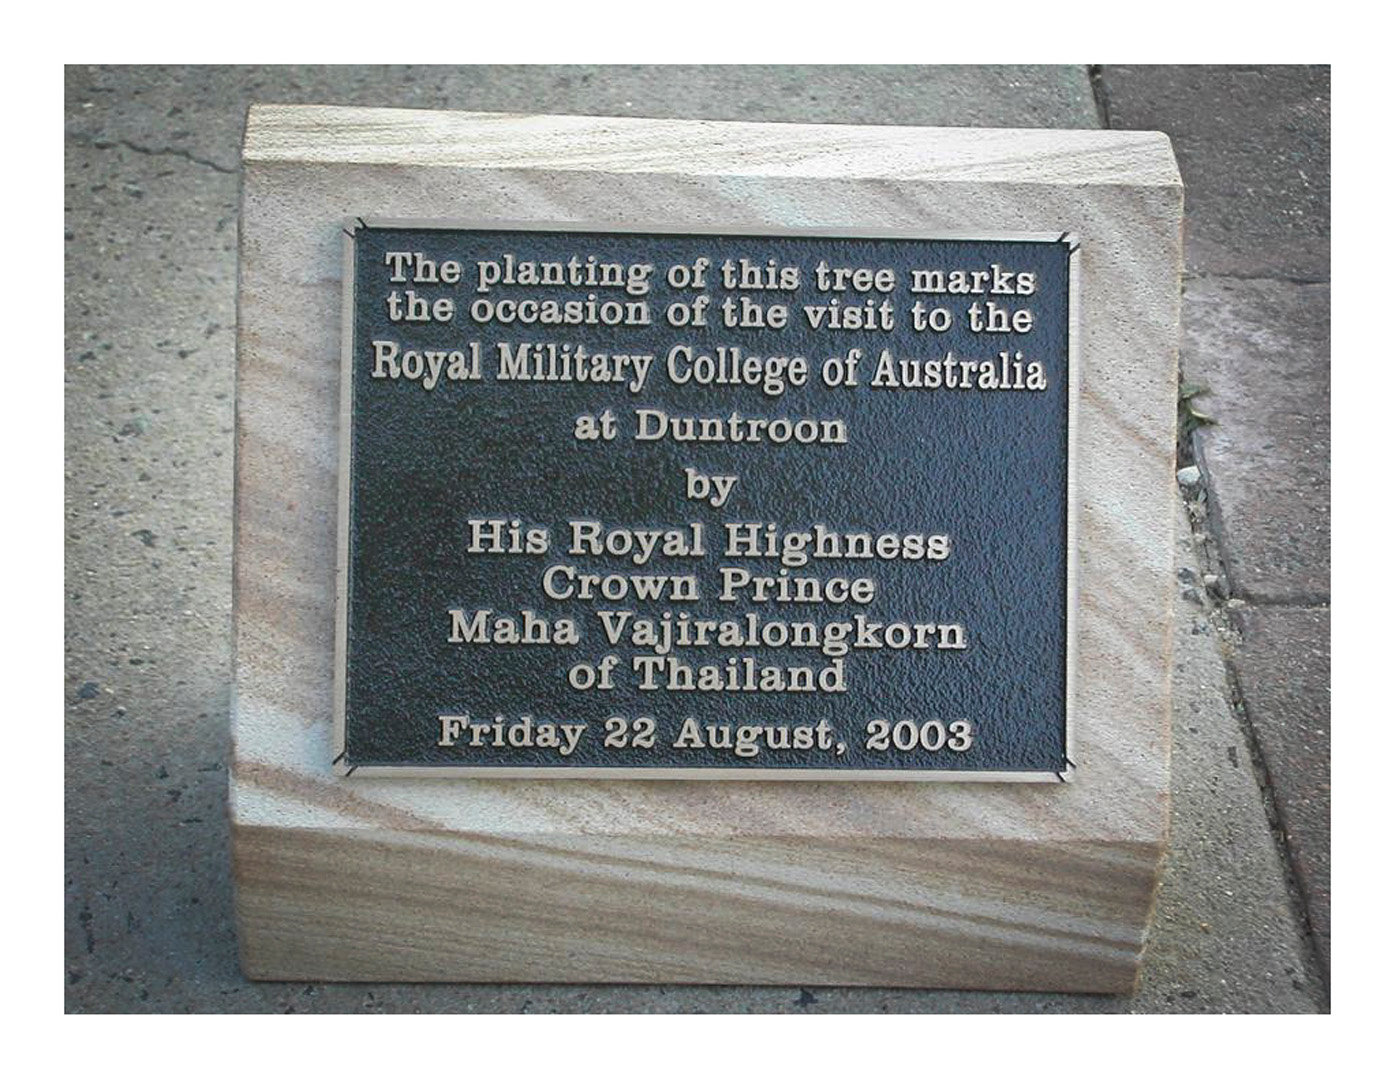 The planting of this tree marks
the occasion of the visit to the
Royal Military College of Australia
at Duntroon
by
His Royal Highness
Crown Prince
Maha Vajiralongkorn
of Thailand
Friday 22 August, 2003